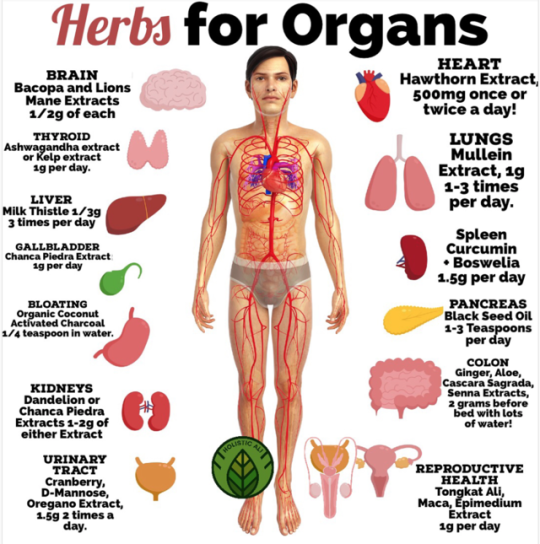 Herbs for Organs
BRAIN
Bacopa and Lions
Mane Extracts
1/2g of each
THYROID
Ashwagandha extract
or Kelp extract
1g per day.
LIVER
Milk Thistle 1/3g
3 times per day
GALLBLADDER
Chanca Piedra Extract
1g per day
BLOATING
Organic Coconut
Activated Charcoal
1/4 teaspoon in water.
KIDNEYS
Dandelion or
Chanca Piedra
Extracts 1-2g of
either Extract
URINARY
TRACT
Cranberry,
D-Mannose,
Oregano Extract,
1.5g 2 times a
day.
HOLISTIC ALI
HEART
Hawthorn Extract,
500mg once or
twice a day!
LUNGS
Mullein
Extract, 1g
1-3 times
per day.
Spleen
Curcumin
+ Boswelia
1.5g per day
PANCREAS
Black Seed Oil
1-3 Teaspoons
per day
COLON
Ginger, Aloe,
Cascara Sagrada,
Senna Extracts,
2 grams before
bed with lots
of water!
REPRODUCTIVE
HEALTH
Tongkat Ali,
Maca, Epimedium
Extract
1g per day